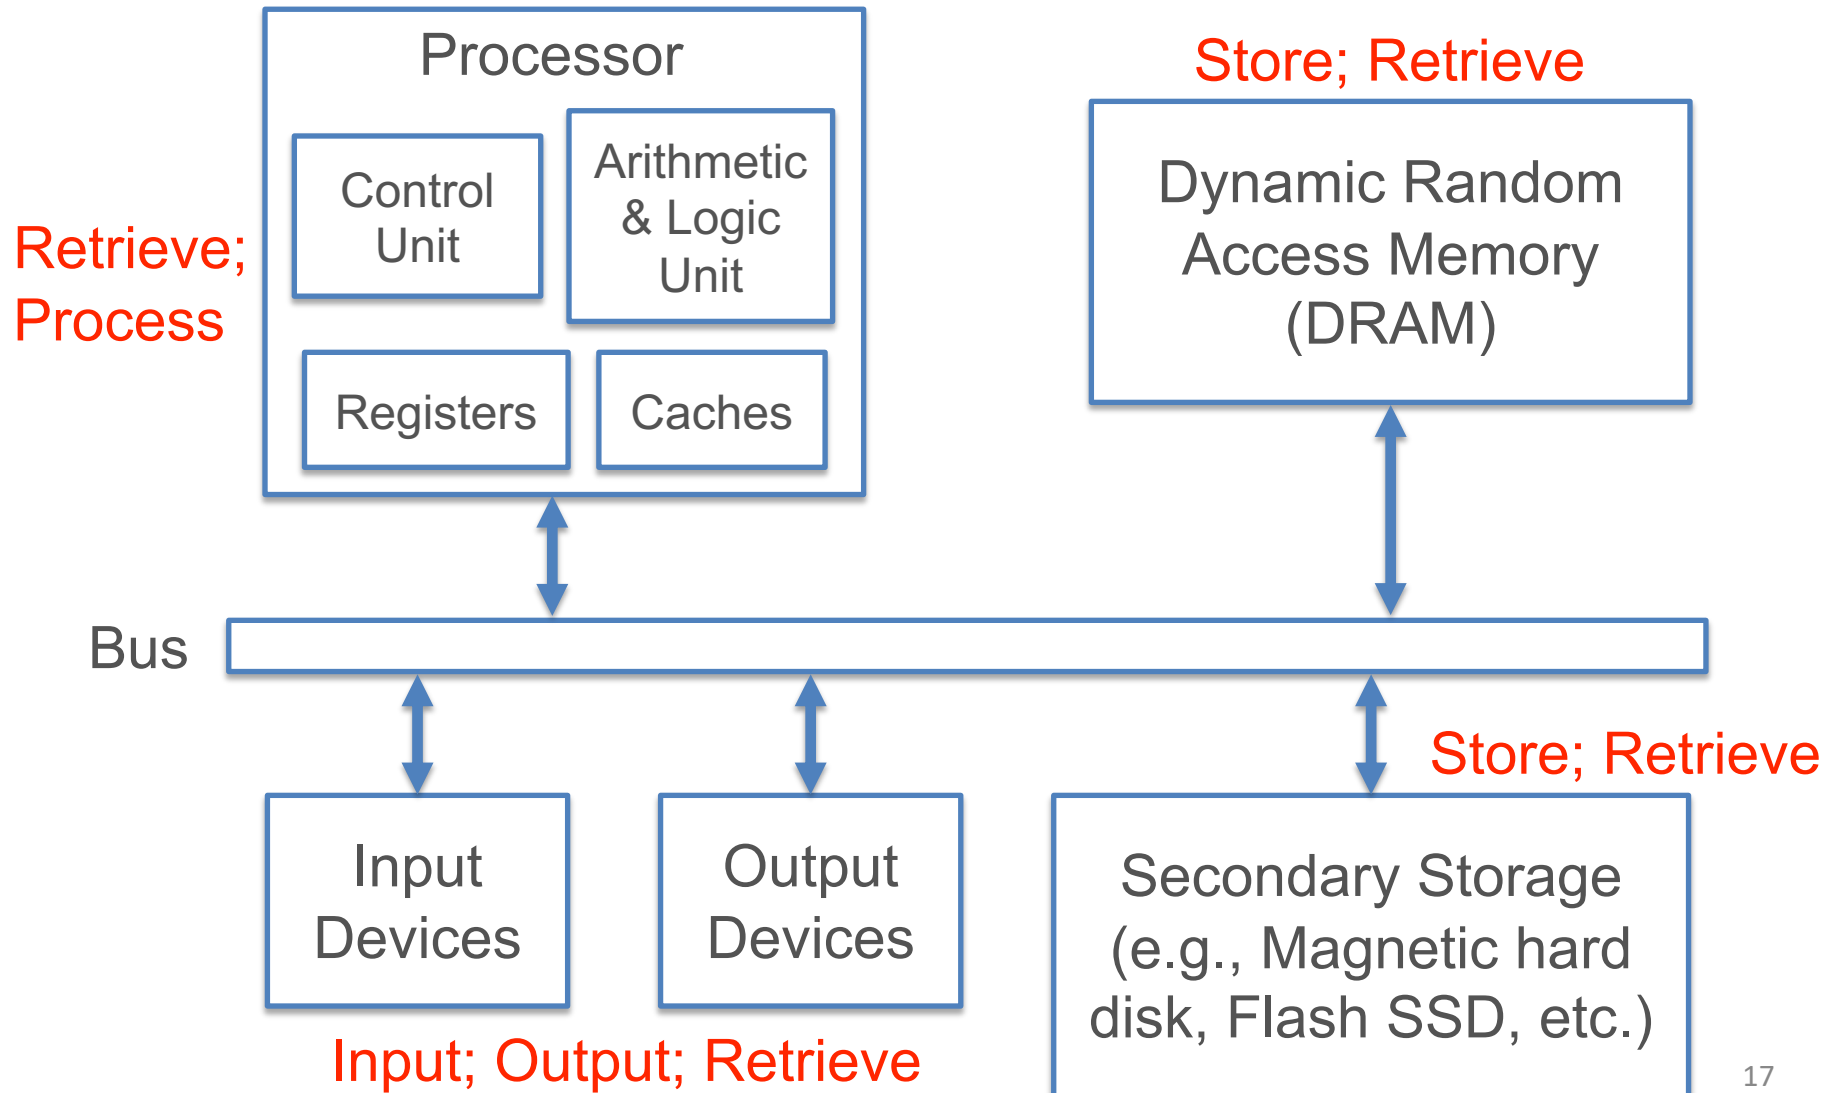 Processor
Control
Unit
Arithmetic
& Logic
Unit
Registers
Caches
Retrieve;
Process
Store; Retrieve
Dynamic Random
Access Memory
(DRAM)
Bus
Input
Devices
Output
Devices
Input; Output; Retrieve
Store; Retrieve
Secondary Storage
(e.g., Magnetic hard
disk, Flash SSD, etc.)
17